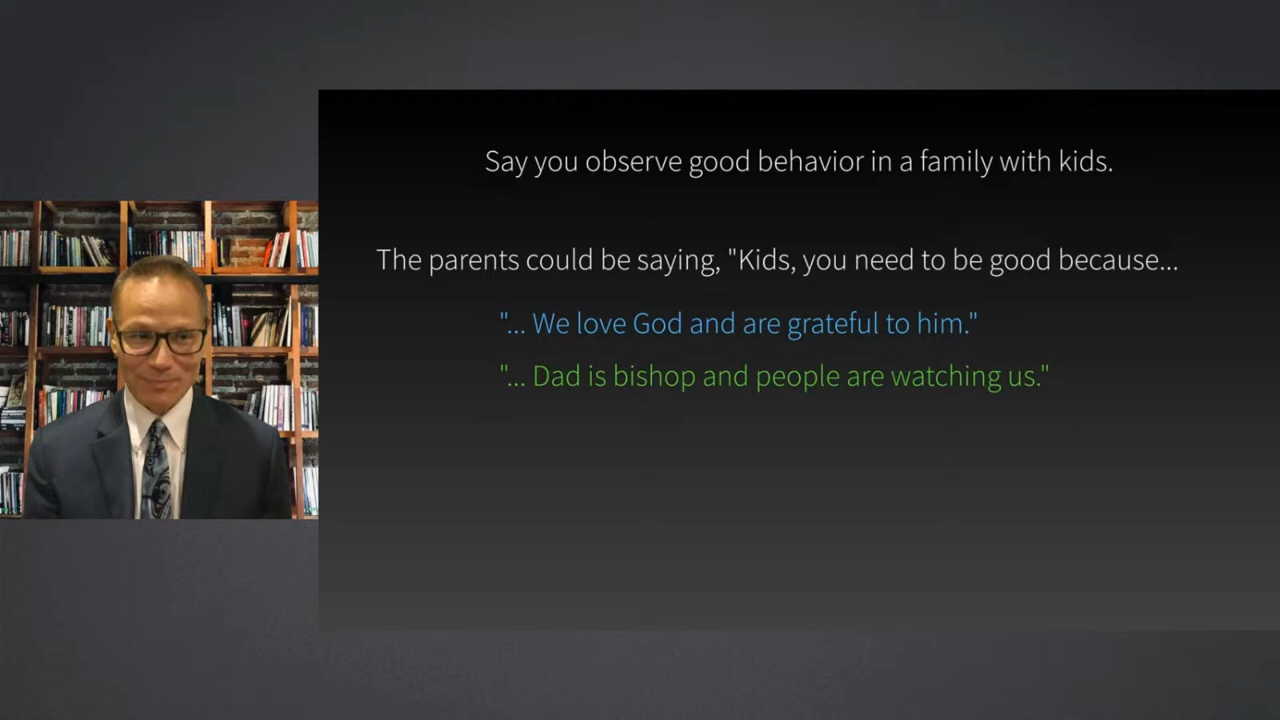 Say you observe good behavior in a family with kids.
The parents could be saying, "Kids, you need to be good because...
"... We love God and are grateful to him."
"... Dad is bishop and people are watching us."